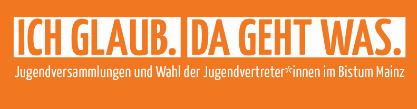 ICH GLAUB. DA GEHT WAS.
Jugendversammlungen und Wahl der Jugendvertreter*innen im Bistum Mainz